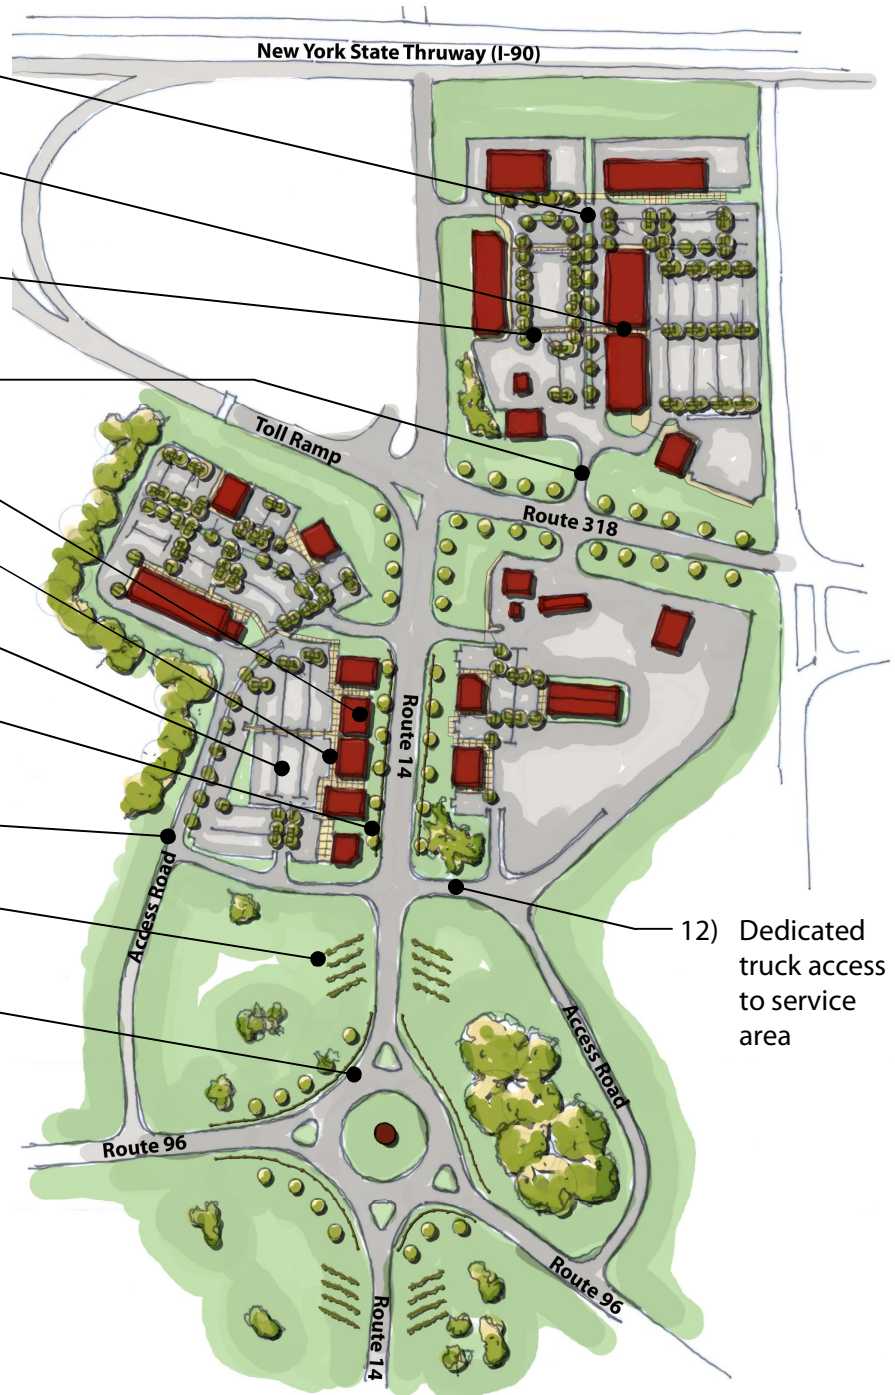 New York State Thruway (I-90)
Toll Ramp
Route 318
Route 14
Access Road
12) Dedicated
truck access
to service
area
Access Road
Route 96
Route 96
Route 14